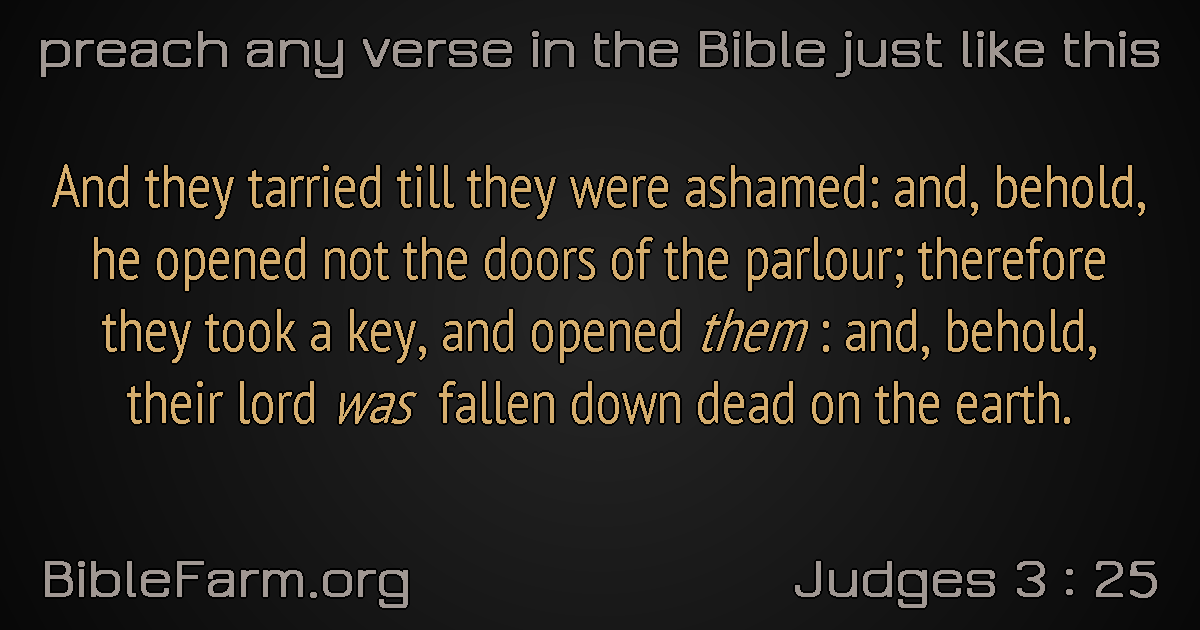 preach any verse in the Bible just like this
And they tarried till they were ashamed: and, behold,
he opened not the doors of the parlour; therefore
they took a key, and opened them : and, behold,
their lord was fallen down dead on the earth.
BibleFarm.org
Judges 3 : 25